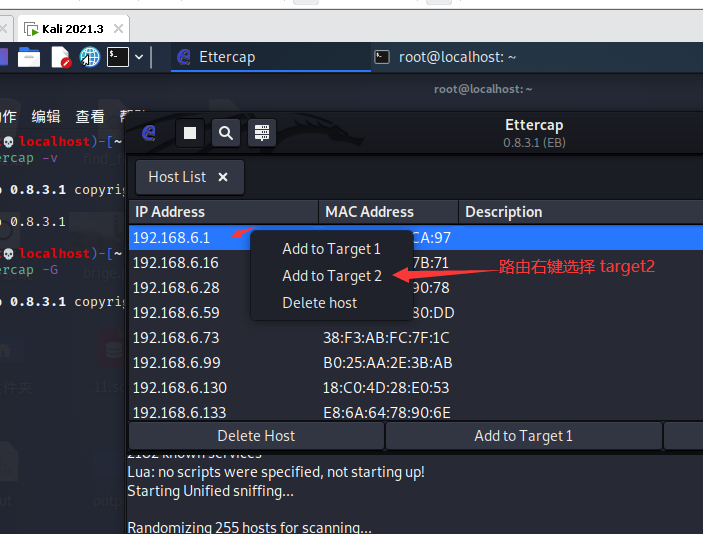 Kali 2021.3
Ettercap
root@localhost: ~
root@localhost: ~
作 编辑 查看
localhost)-[~
ercap -v
0.8.3.1 copyrig
0.8.3.1
localhost)-[~
ercap -G
0.8.3.1 copyrig
Ettercap
0.8.3.1 (EB)
Host List
IP Address MAC Address Description
192.168.6.1 CA:97
192.168.6.16 7B:71
192.168.6.28 90:78
192.168.6.59 80:DD
192.168.6.73 38:F3:AB:FC:7F:1C
192.168.6.99 B0:25:AA:2E:3B:AB
192.168.6.130 18:C0:4D:28:E0:53
192.168.6.133 E8:6A:64:78:90:6E
Add to Target 1
Add to Target 2
Delete host
路由右键选择 target2
Delete Host Add to Target 1
2182 known services
Lua: no scripts were specified, not starting up!
Starting Unified sniffing...
Randomizing 255 hosts for scanning...